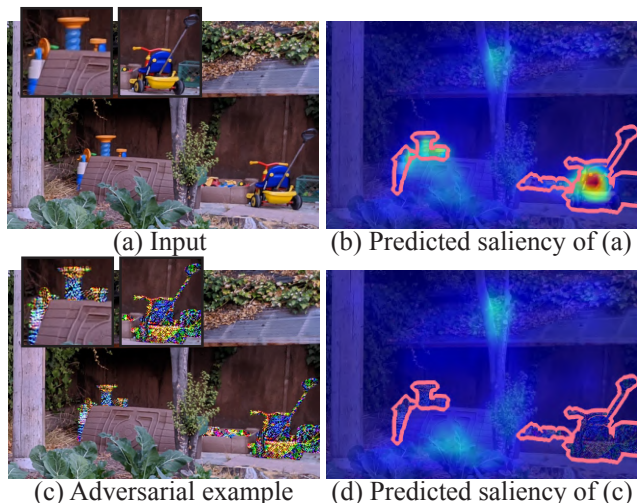 (a) Input
(b) Predicted saliency of (a)
(c) Adversarial example
(d) Predicted saliency of (c)